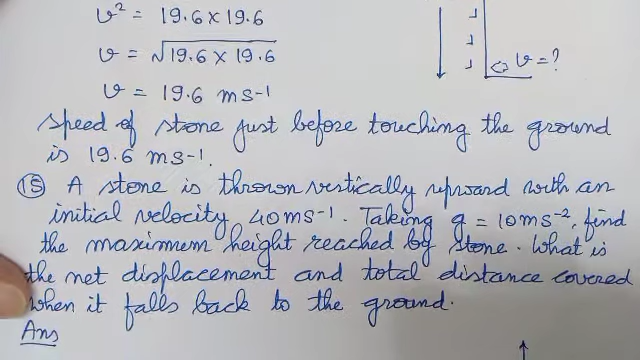 v² = 19.6 × 19.6
v = √19.6 × 19.6
v = 19.6 ms-1
v = ?
speed of stone just before touching the ground
is 19.6 ms-1.
(15) A stone is thrown vertically upward with an
initial velocity 40ms-1. Taking g = 10ms-2, find
the maximum height reached by stone. What is
the net displacement and total distance covered
when it falls back to the ground.
Ans